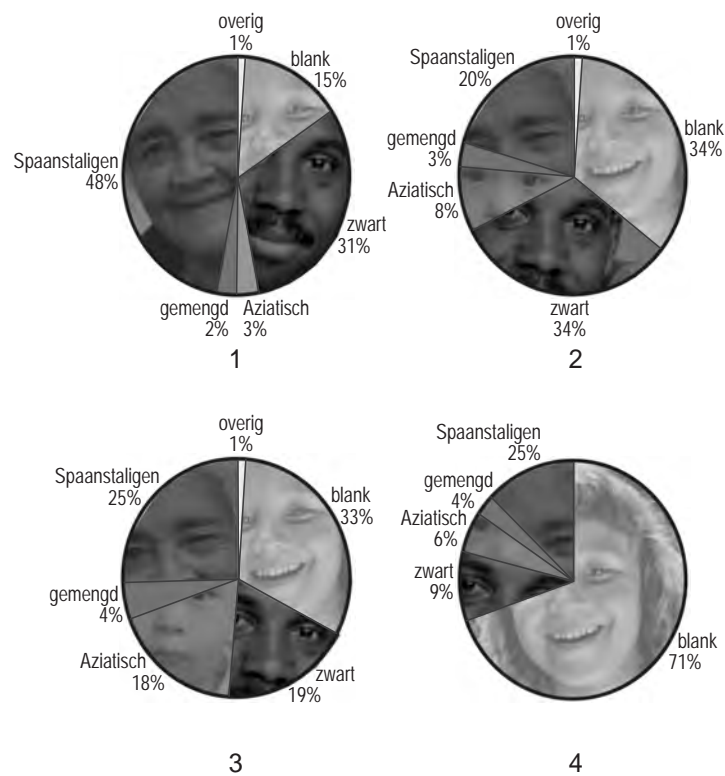 overig
1%
blank
15%
zwart
31%
Aziatisch
3%
gemengd
2%
Spaanstaligen
48%
1
overig
1%
blank
34%
zwart
34%
Aziatisch
8%
gemengd
3%
Spaanstaligen
20%
2
overig
1%
blank
33%
zwart
19%
Aziatisch
18%
gemengd
4%
Spaanstaligen
25%
3
Spaanstaligen
25%
gemengd
4%
Aziatisch
6%
zwart
9%
blank
71%
4